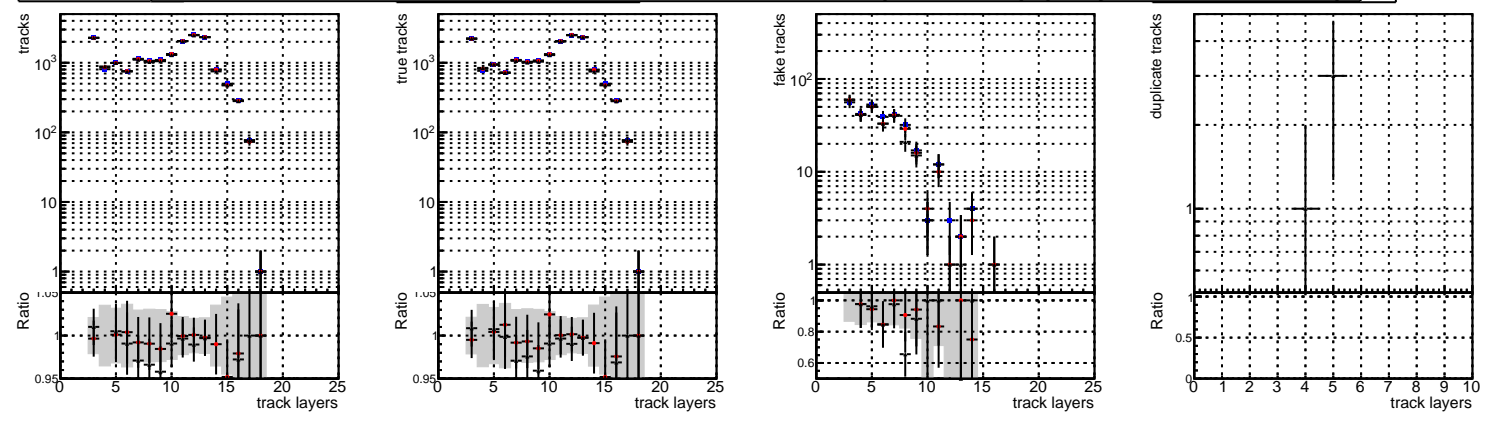 tracks
10³
10²
10
1
1.05
Ratio
1
0.95
0 5 10 15 20 25
track layers
true tracks
10³
10²
10
1
1.05
Ratio
1
0.95
0 5 10 15 20 25
track layers
fake tracks
10²
10
1
Ratio
1
0.8
0.6
0 5 10 15 20 25
track layers
duplicate tracks
1
Ratio
1
0.5
0
0 1 2 3 4 5 6 7 8 9 10
track layers